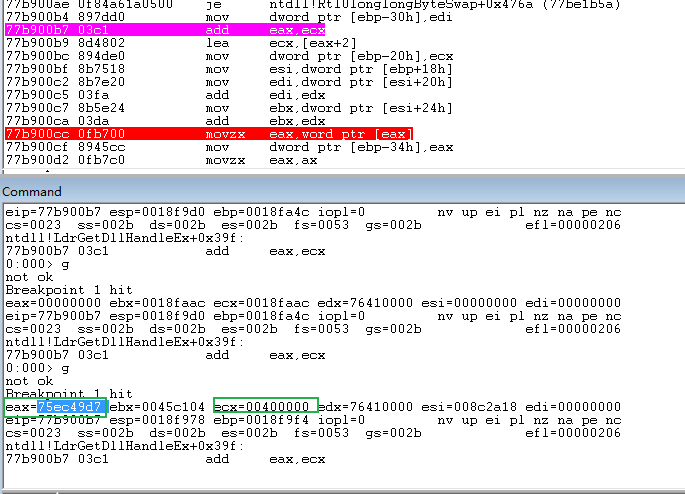 77b900ae 0f84a61a0500 je ntdll!RtlUlonglongByteSwap+0x476a (77be1b5a)
77b900b4 897dd0 mov dword ptr [ebp-30h],edi
77b900b7 03c1 add eax,ecx
77b900b9 8d4802 lea ecx,[eax+2]
77b900bc 894de0 mov dword ptr [ebp-20h],ecx
77b900bf 8b7518 mov esi,dword ptr [ebp+18h]
77b900c2 8b7e20 mov edi,dword ptr [esi+20h]
77b900c5 03fa add edi,edx
77b900c7 8b5e24 mov ebx,dword ptr [esi+24h]
77b900ca 03da add ebx,edx
77b900cc 0fb700 movzx eax,word ptr [eax]
77b900cf 8945cc mov dword ptr [ebp-34h],eax
77b900d2 0fb7c0 movzx eax,ax
Command
eip=77b900b7 esp=0018f9d0 ebp=0018fa4c iopl=0 nv up ei pl nz na pe nc
cs=0023 ss=002b ds=002b es=002b fs=0053 gs=002b efl=00000206
ntdll!LdrGetDllHandleEx+0x39f:
77b900b7 03c1 add eax,ecx
0:000> g
not ok
Breakpoint 1 hit
eax=00000000 ebx=0018faac ecx=0018faac edx=76410000 esi=00000000 edi=00000000
eip=77b900b7 esp=0018f9d0 ebp=0018fa4c iopl=0 nv up ei pl nz na pe nc
cs=0023 ss=002b ds=002b es=002b fs=0053 gs=002b efl=00000206
ntdll!LdrGetDllHandleEx+0x39f:
77b900b7 03c1 add eax,ecx
0:000> g
not ok
Breakpoint 1 hit
eax=75ec49d7 ebx=0045c104 ecx=00400000 edx=76410000 esi=008c2a18 edi=00000000
eip=77b900b7 esp=0018f978 ebp=0018f9f4 iopl=0 nv up ei pl nz na pe nc
cs=0023 ss=002b ds=002b es=002b fs=0053 gs=002b efl=00000206
ntdll!LdrGetDllHandleEx+0x39f:
77b900b7 03c1 add eax,ecx